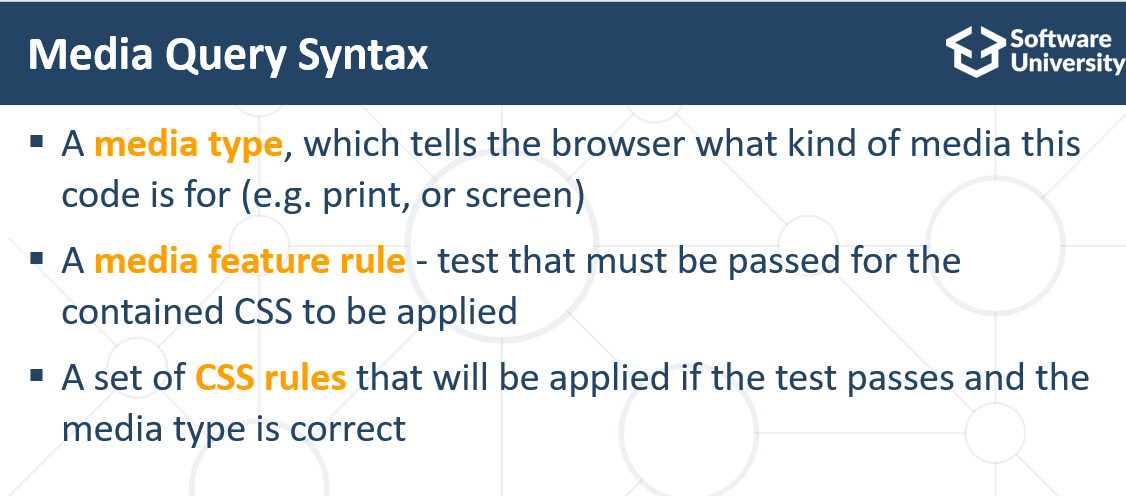 Media Query Syntax
Software
University
▪ A media type, which tells the browser what kind of media this
code is for (e.g. print, or screen)
▪ A media feature rule - test that must be passed for the
contained CSS to be applied
▪ A set of CSS rules that will be applied if the test passes and the
media type is correct